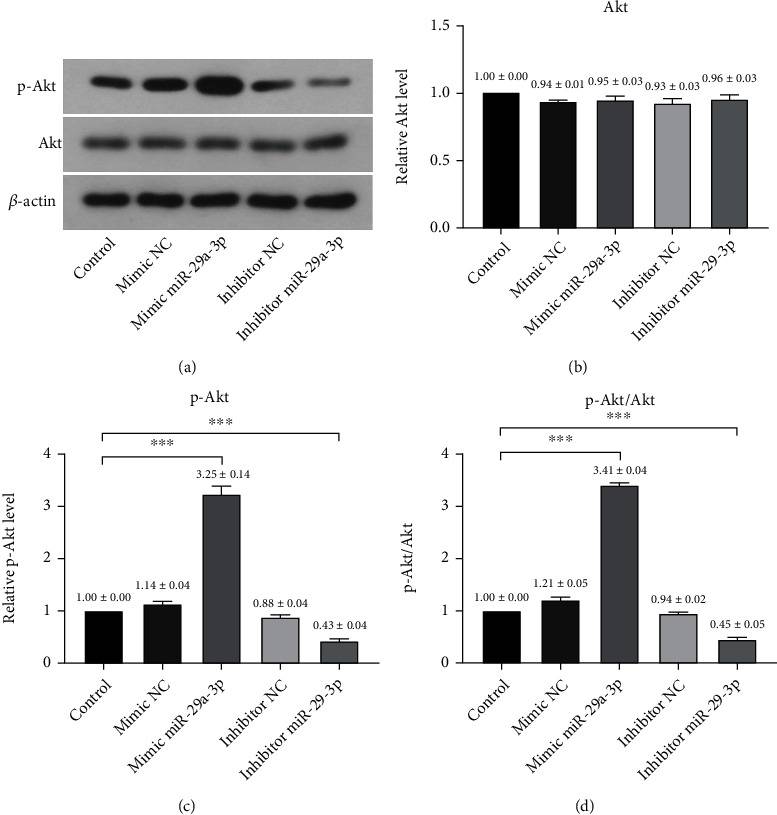 p-Akt
Akt
β-actin
Control
Mimic NC
Mimic miR-29a-3p
Inhibitor NC
Inhibitor miR-29a-3p
(a)
Akt
Relative Akt level
1.5
1.0
0.5
0.0
1.00 ± 0.00
0.94 ± 0.01
0.95 ± 0.03
0.93 ± 0.03
0.96 ± 0.03
Control
Mimic NC
Mimic miR-29a-3p
Inhibitor NC
Inhibitor miR-29-3p
(b)
p-Akt
***
***
Relative p-Akt level
4
3
2
1
0
1.00 ± 0.00
1.14 ± 0.04
3.25 ± 0.14
0.88 ± 0.04
0.43 ± 0.04
Control
Mimic NC
Mimic miR-29a-3p
Inhibitor NC
Inhibitor miR-29-3p
(c)
p-Akt/Akt
***
***
p-Akt/Akt
4
3
2
1
0
1.00 ± 0.00
1.21 ± 0.05
3.41 ± 0.04
0.94 ± 0.02
0.45 ± 0.05
Control
Mimic NC
Mimic miR-29a-3p
Inhibitor NC
Inhibitor miR-29-3p
(d)